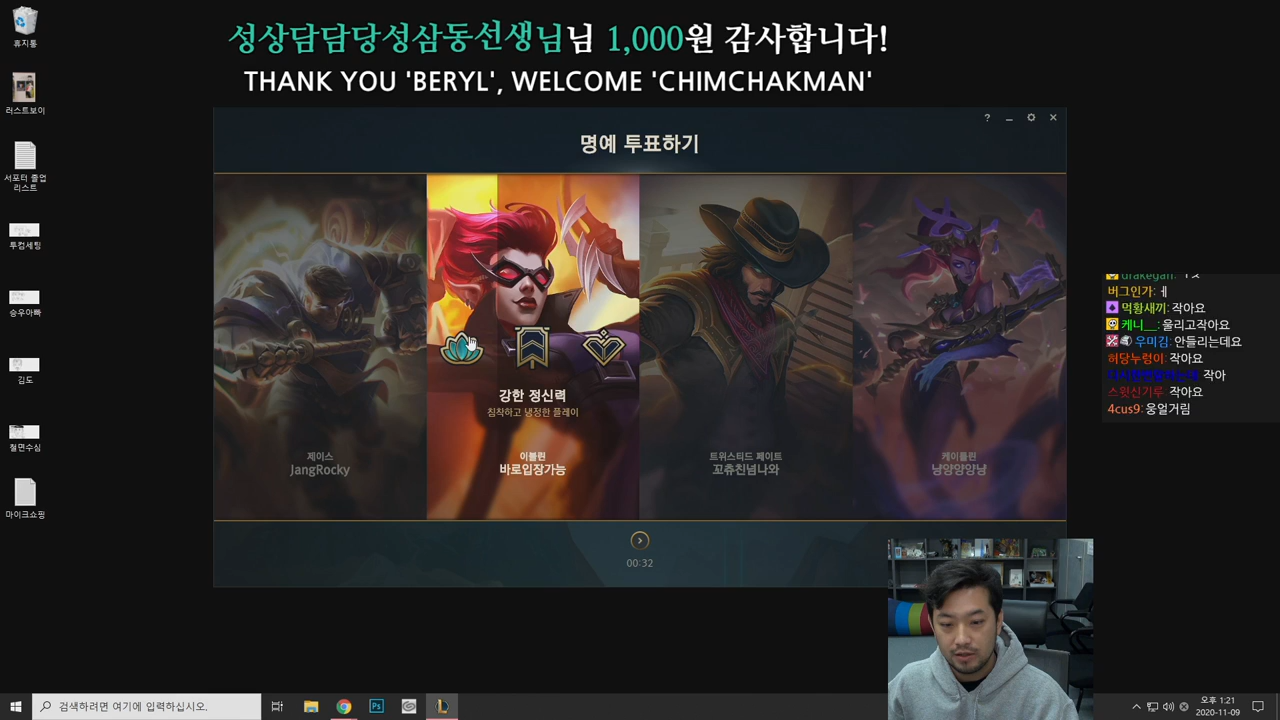 성상담담당성삼동선생님님 1,000원 감사합니다!
THANK YOU 'BERYL', WELCOME 'CHIMCHAKMAN'
휴지통
러스트보이
서포터 졸업
리스트
투컴세팅
승우아빠
김도
철면수심
마이크쇼핑
?
명예 투표하기
강한 정신력
침착하고 냉정한 플레이
제이스
JangRocky
이블린
바로입장가능
트위스티드 페이트
꼬츄친넘나와
케이틀린
냥양양양냥
00:32
버그인가: ㅔ
먹황새끼: 작아요
케니__: 울리고작아요
우미김: 안들리는데요
허당누렁이: 작아요
작아
스윗신기루: 작아요
4cus9: 웅얼거림
검색하려면 여기에 입력하십시오.
Ps
오후 1:21
2020-11-09